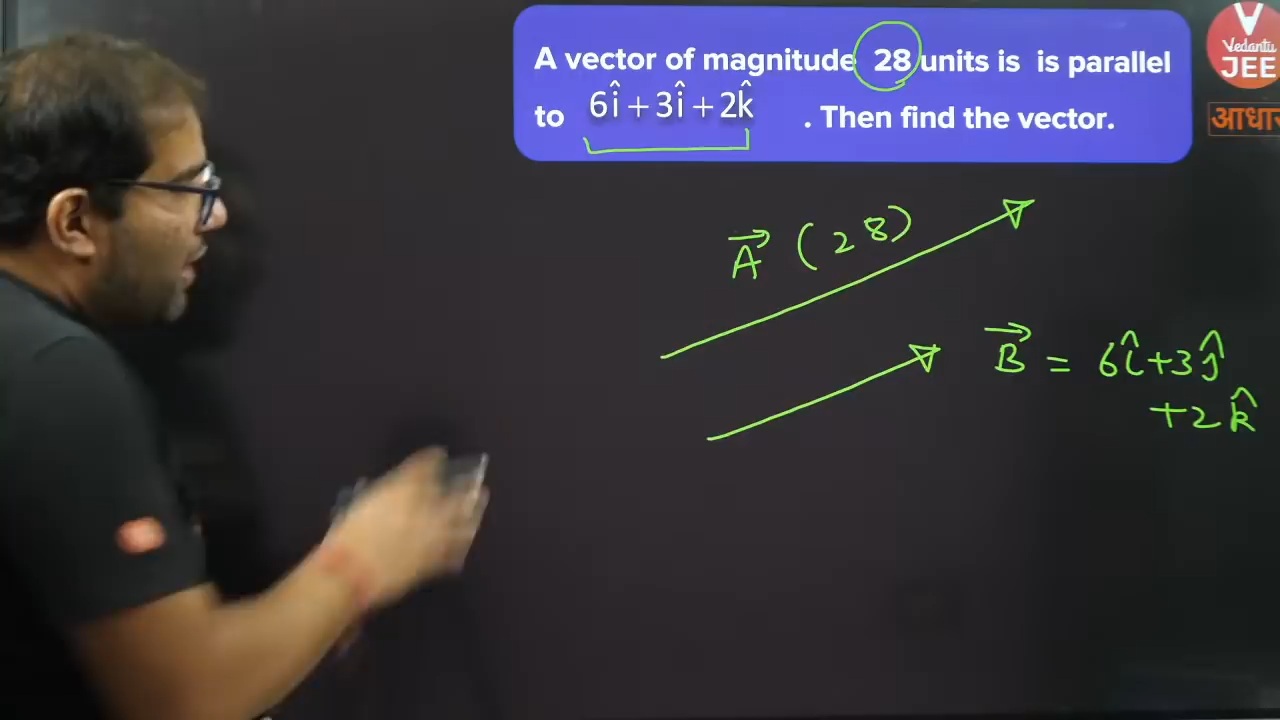 A vector of magnitude 28 units is is parallel
to 6î + 3î + 2k̂ . Then find the vector.
V
Vedantu
JEE
आधार
A⃗ (28)
B⃗ = 6î+3ĵ
+2k̂